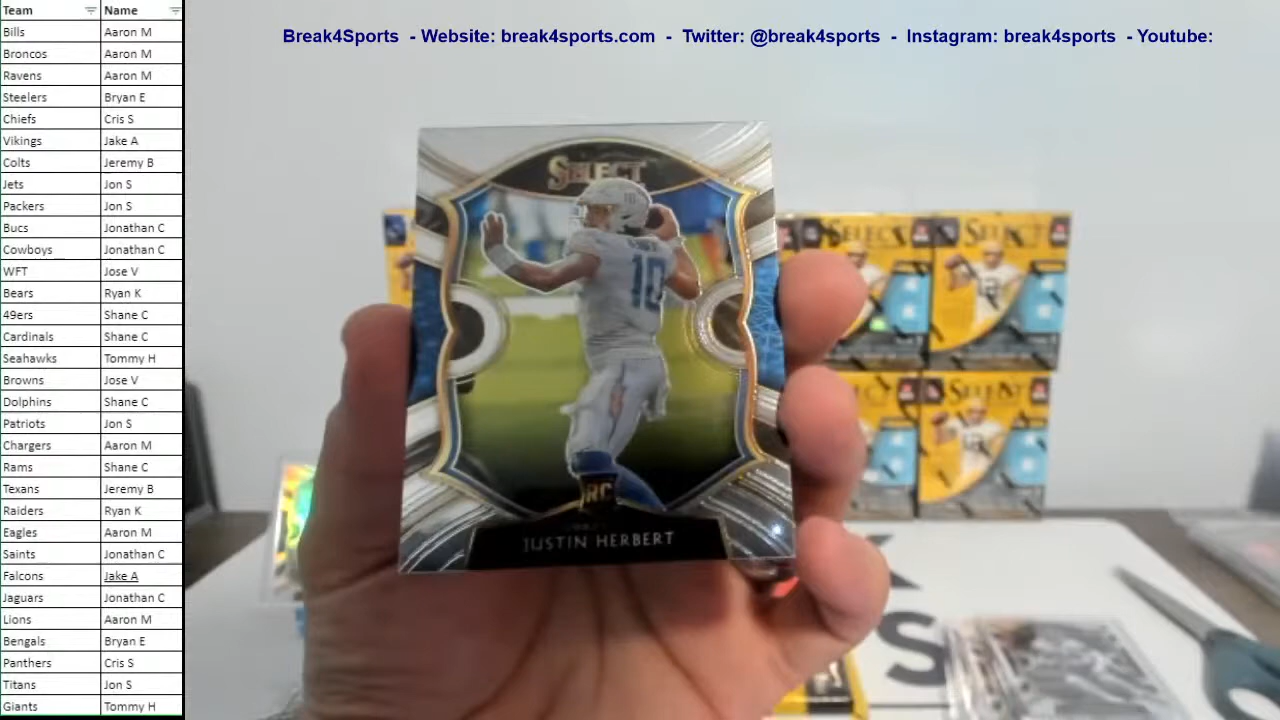 Team Name
Bills Aaron M
Broncos Aaron M
Ravens Aaron M
Steelers Bryan E
Chiefs Cris S
Vikings Jake A
Colts Jeremy B
Jets Jon S
Packers Jon S
Bucs Jonathan C
Cowboys Jonathan C
WFT Jose V
Bears Ryan K
49ers Shane C
Cardinals Shane C
Seahawks Tommy H
Browns Jose V
Dolphins Shane C
Patriots Jon S
Chargers Aaron M
Rams Shane C
Texans Jeremy B
Raiders Ryan K
Eagles Aaron M
Saints Jonathan C
Falcons Jake A
Jaguars Jonathan C
Lions Aaron M
Bengals Bryan E
Panthers Cris S
Titans Jon S
Giants Tommy H
Break4Sports - Website: break4sports.com - Twitter: @break4sports - Instagram: break4sports - Youtube:
SELECT
10
10
RC
JUSTIN HERBERT
SELECT
SELECT
SELECT
K
S